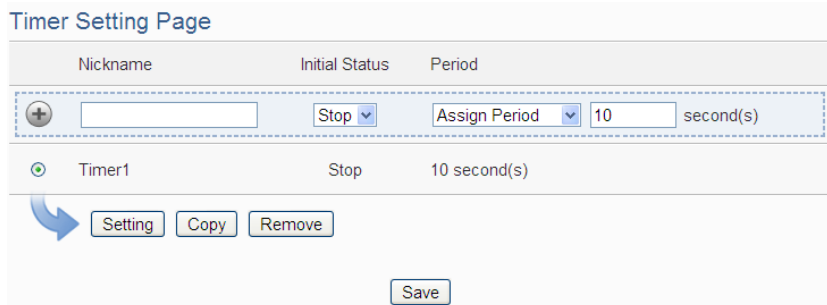 Timer Setting Page
Nickname Initial Status Period
Stop Assign Period 10 second(s)
Timer1 Stop 10 second(s)
Setting Copy Remove
Save